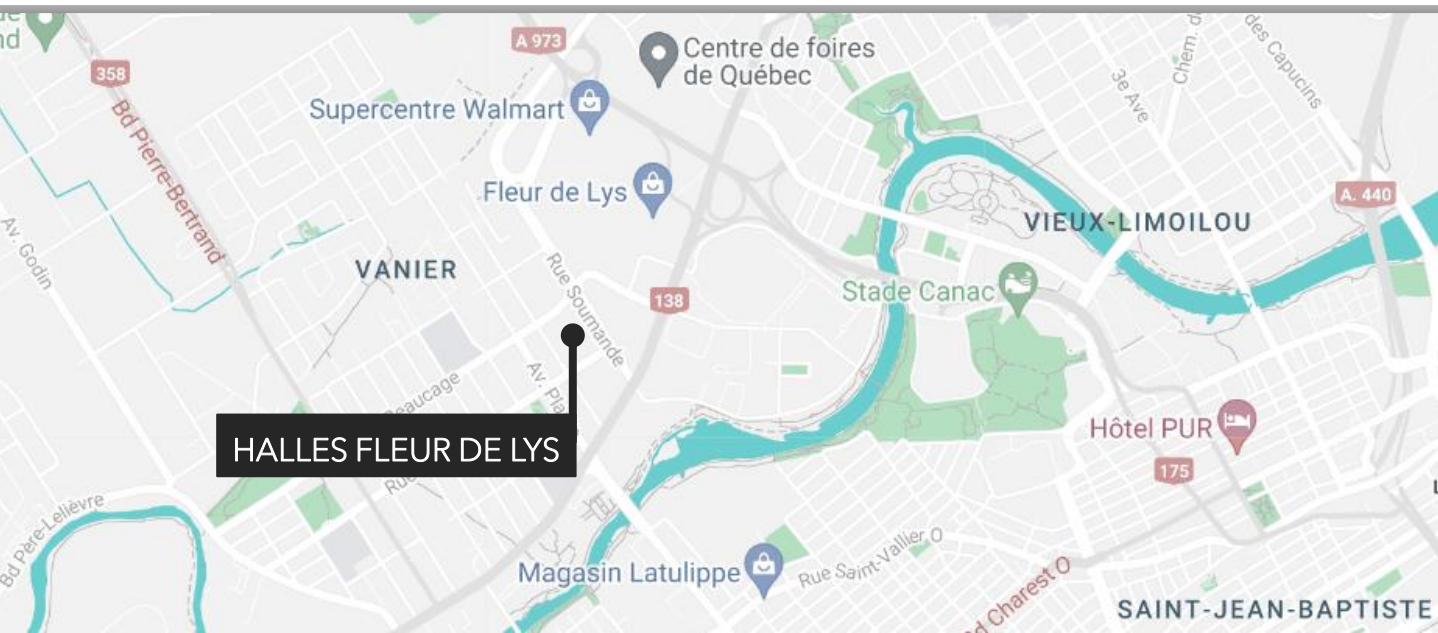 nd
358
Bd Pierre-Bertrand
A 973
Centre de foires
de Québec
Supercentre Walmart
Fleur de Lys
3e Ave
Chem.
des Capucins
A. 440
VIEUX-LIMOILOU
Av. Godin
VANIER
Rue Soumande
138
Stade Canac
HALLES FLEUR DE LYS
Hôtel PUR
175
Bd Père-Lelièvre
Magasin Latulippe
Rue Saint-Vallier O
Charest O
SAINT-JEAN-BAPTISTE